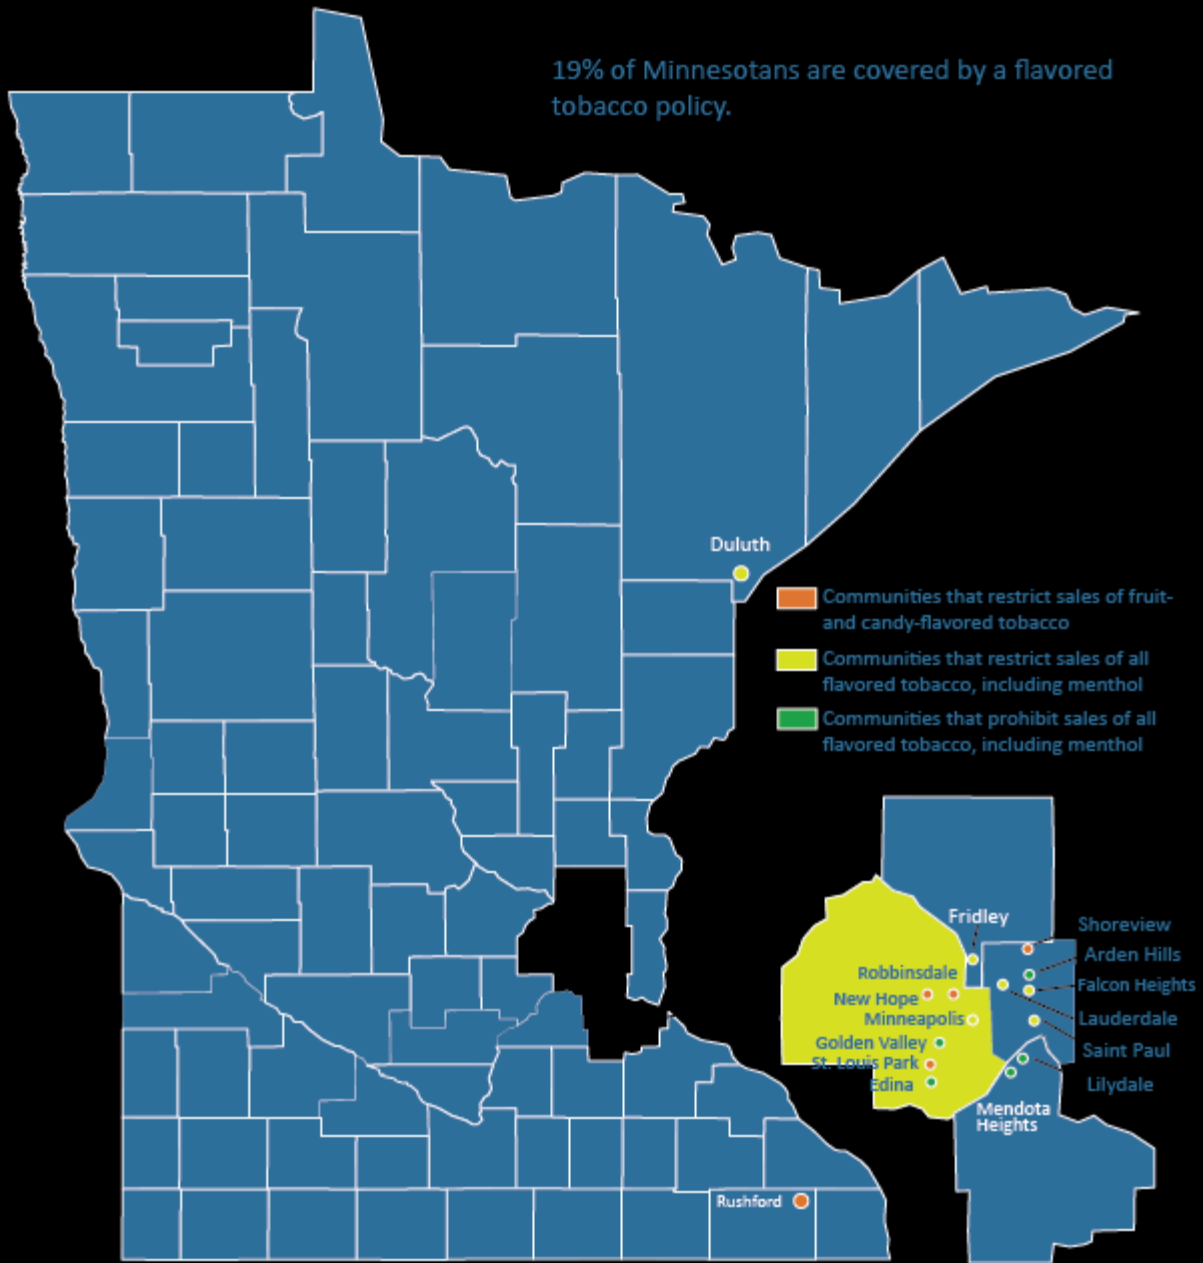 19% of Minnesotans are covered by a flavored
tobacco policy.
Duluth
Communities that restrict sales of fruit-
and candy-flavored tobacco
Communities that restrict sales of all
flavored tobacco, including menthol
Communities that prohibit sales of all
flavored tobacco, including menthol
Fridley
Shoreview
Arden Hills
Robbinsdale
Falcon Heights
New Hope
Minneapolis
Lauderdale
Golden Valley
Saint Paul
St. Louis Park
Edina
Lilydale
Mendota
Heights
Rushford